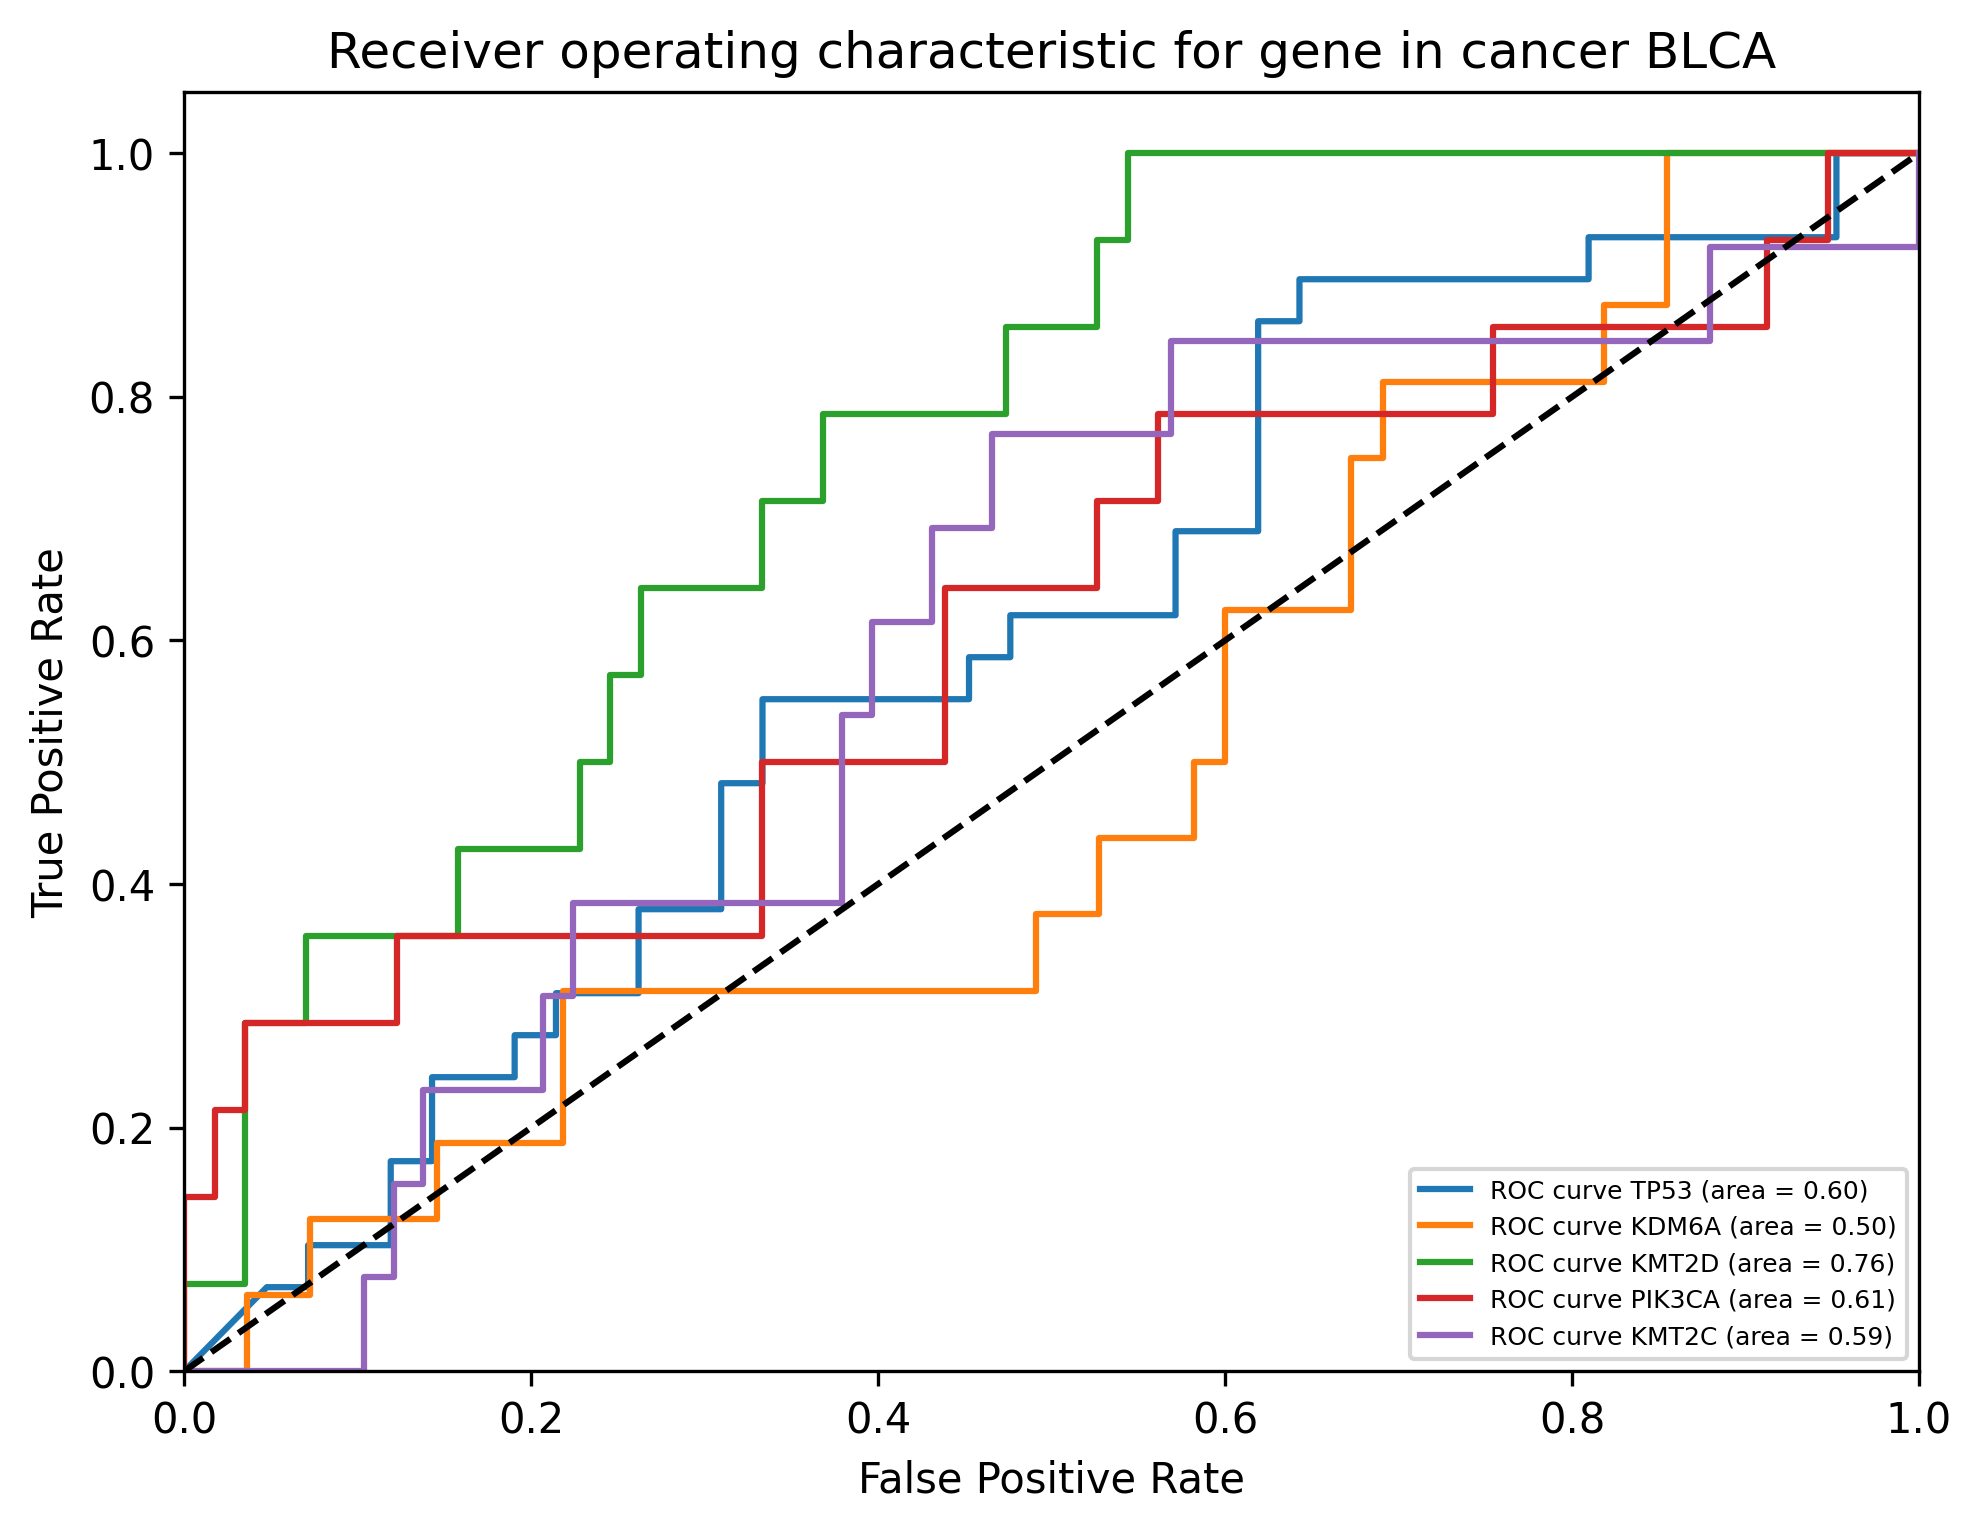 Receiver operating characteristic for gene in cancer BLCA
1.0
0.8
0.6
0.4
0.2
0.0
True Positive Rate
0.0 0.2 0.4 0.6 0.8 1.0
False Positive Rate
ROC curve TP53 (area = 0.60)
ROC curve KDM6A (area = 0.50)
ROC curve KMT2D (area = 0.76)
ROC curve PIK3CA (area = 0.61)
ROC curve KMT2C (area = 0.59)